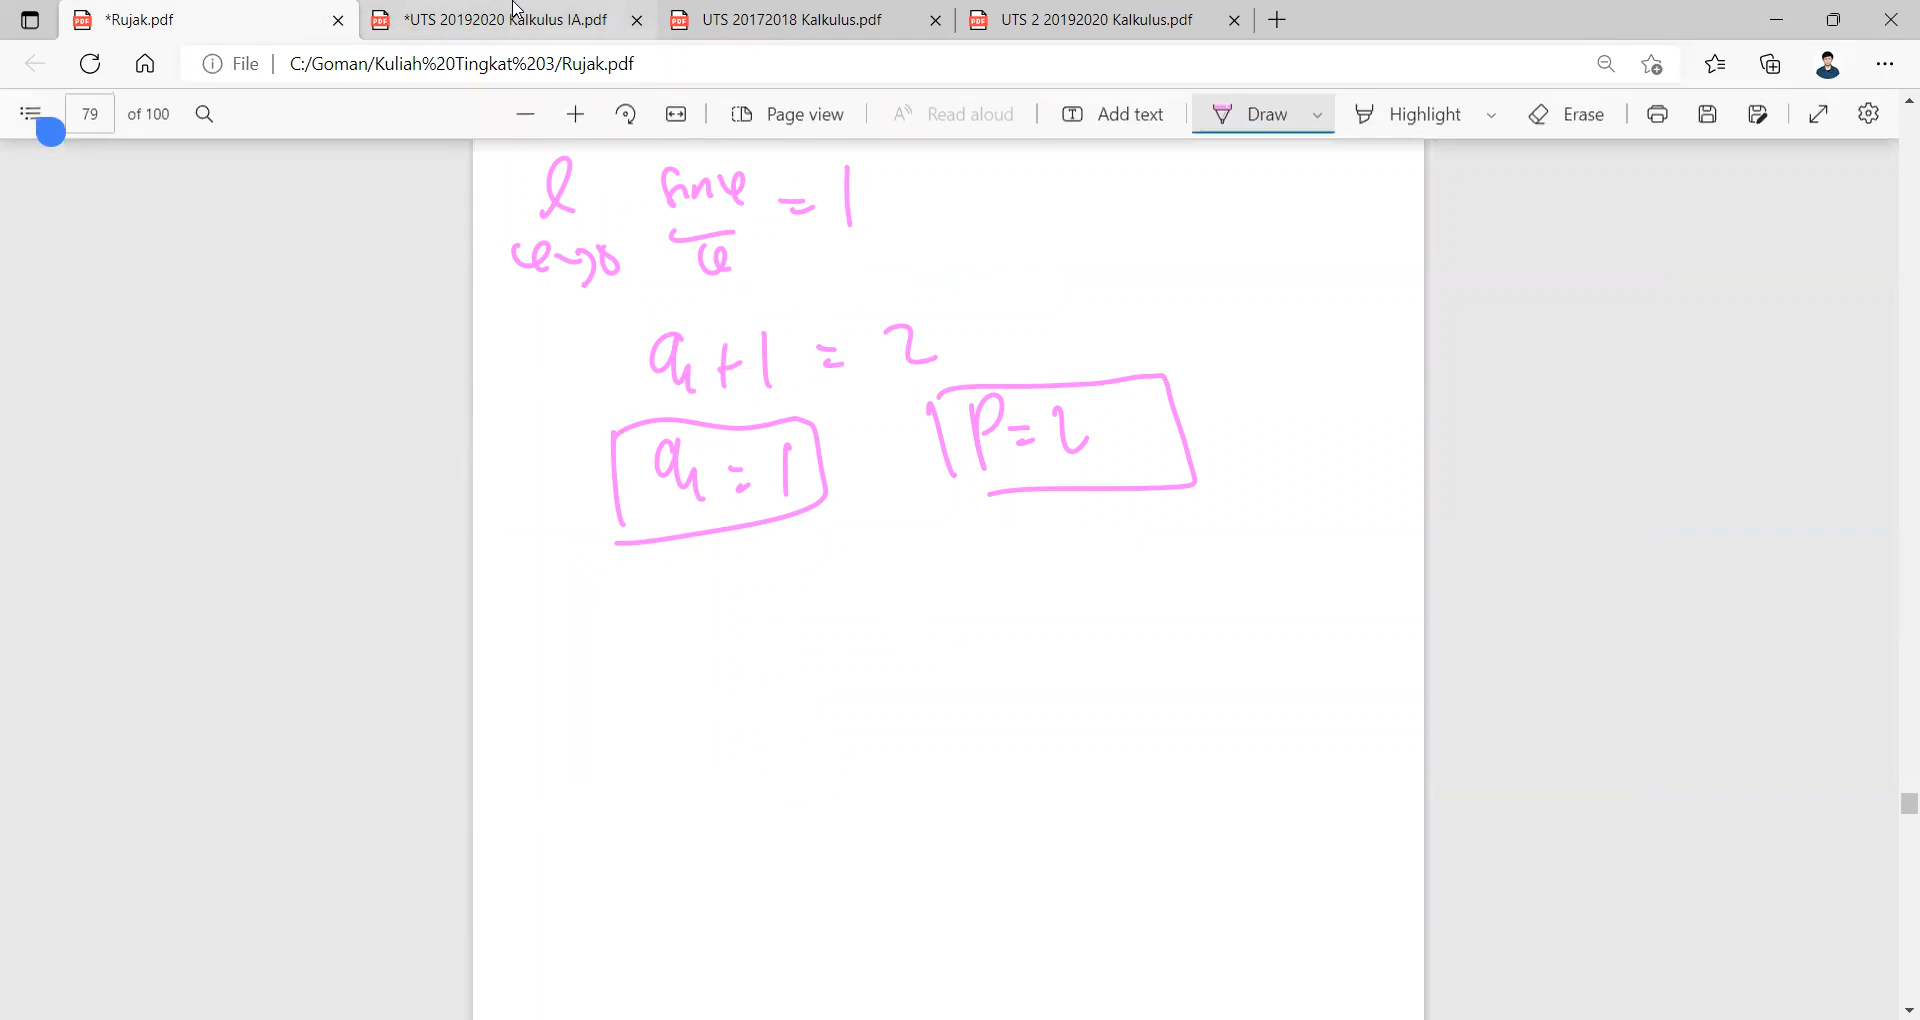 *Rujak.pdf
*UTS 20192020 Kalkulus IA.pdf
UTS 20172018 Kalkulus.pdf
UTS 2 20192020 Kalkulus.pdf
File
C:/Goman/Kuliah%20Tingkat%203/Rujak.pdf
79 of 100
Page view
Read aloud
Add text
Draw
Highlight
Erase
sin φ / φ = 1
φ→0
a + 1 = 2
a = 1
P = 2